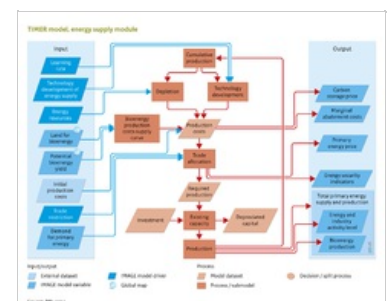 TIMER model, energy supply module
Input
Output
Learning
rate
Technology
development of
energy supply
Energy
resources
Land for
bioenergy
Potential
bioenergy
yield
Initial
production
costs
Trade
restriction
Demand
for primary
energy
Cumulative
production
Depletion
Technology
development
Bioenergy
production
costs supply
curve
Production
costs
Trade
allocation
Required
production
Investment
Existing
capacity
Depreciated
capital
Production
Carbon
storage price
Marginal
abatement costs
Primary
energy price
Energy security
indicators
Total primary energy
supply and production
Energy and
industry
activity level
Bioenergy
production
Input/output
External dataset
IMAGE model variable
IMAGE model driver
Global map
Process
Model dataset
Process / submodel
Decision / split process